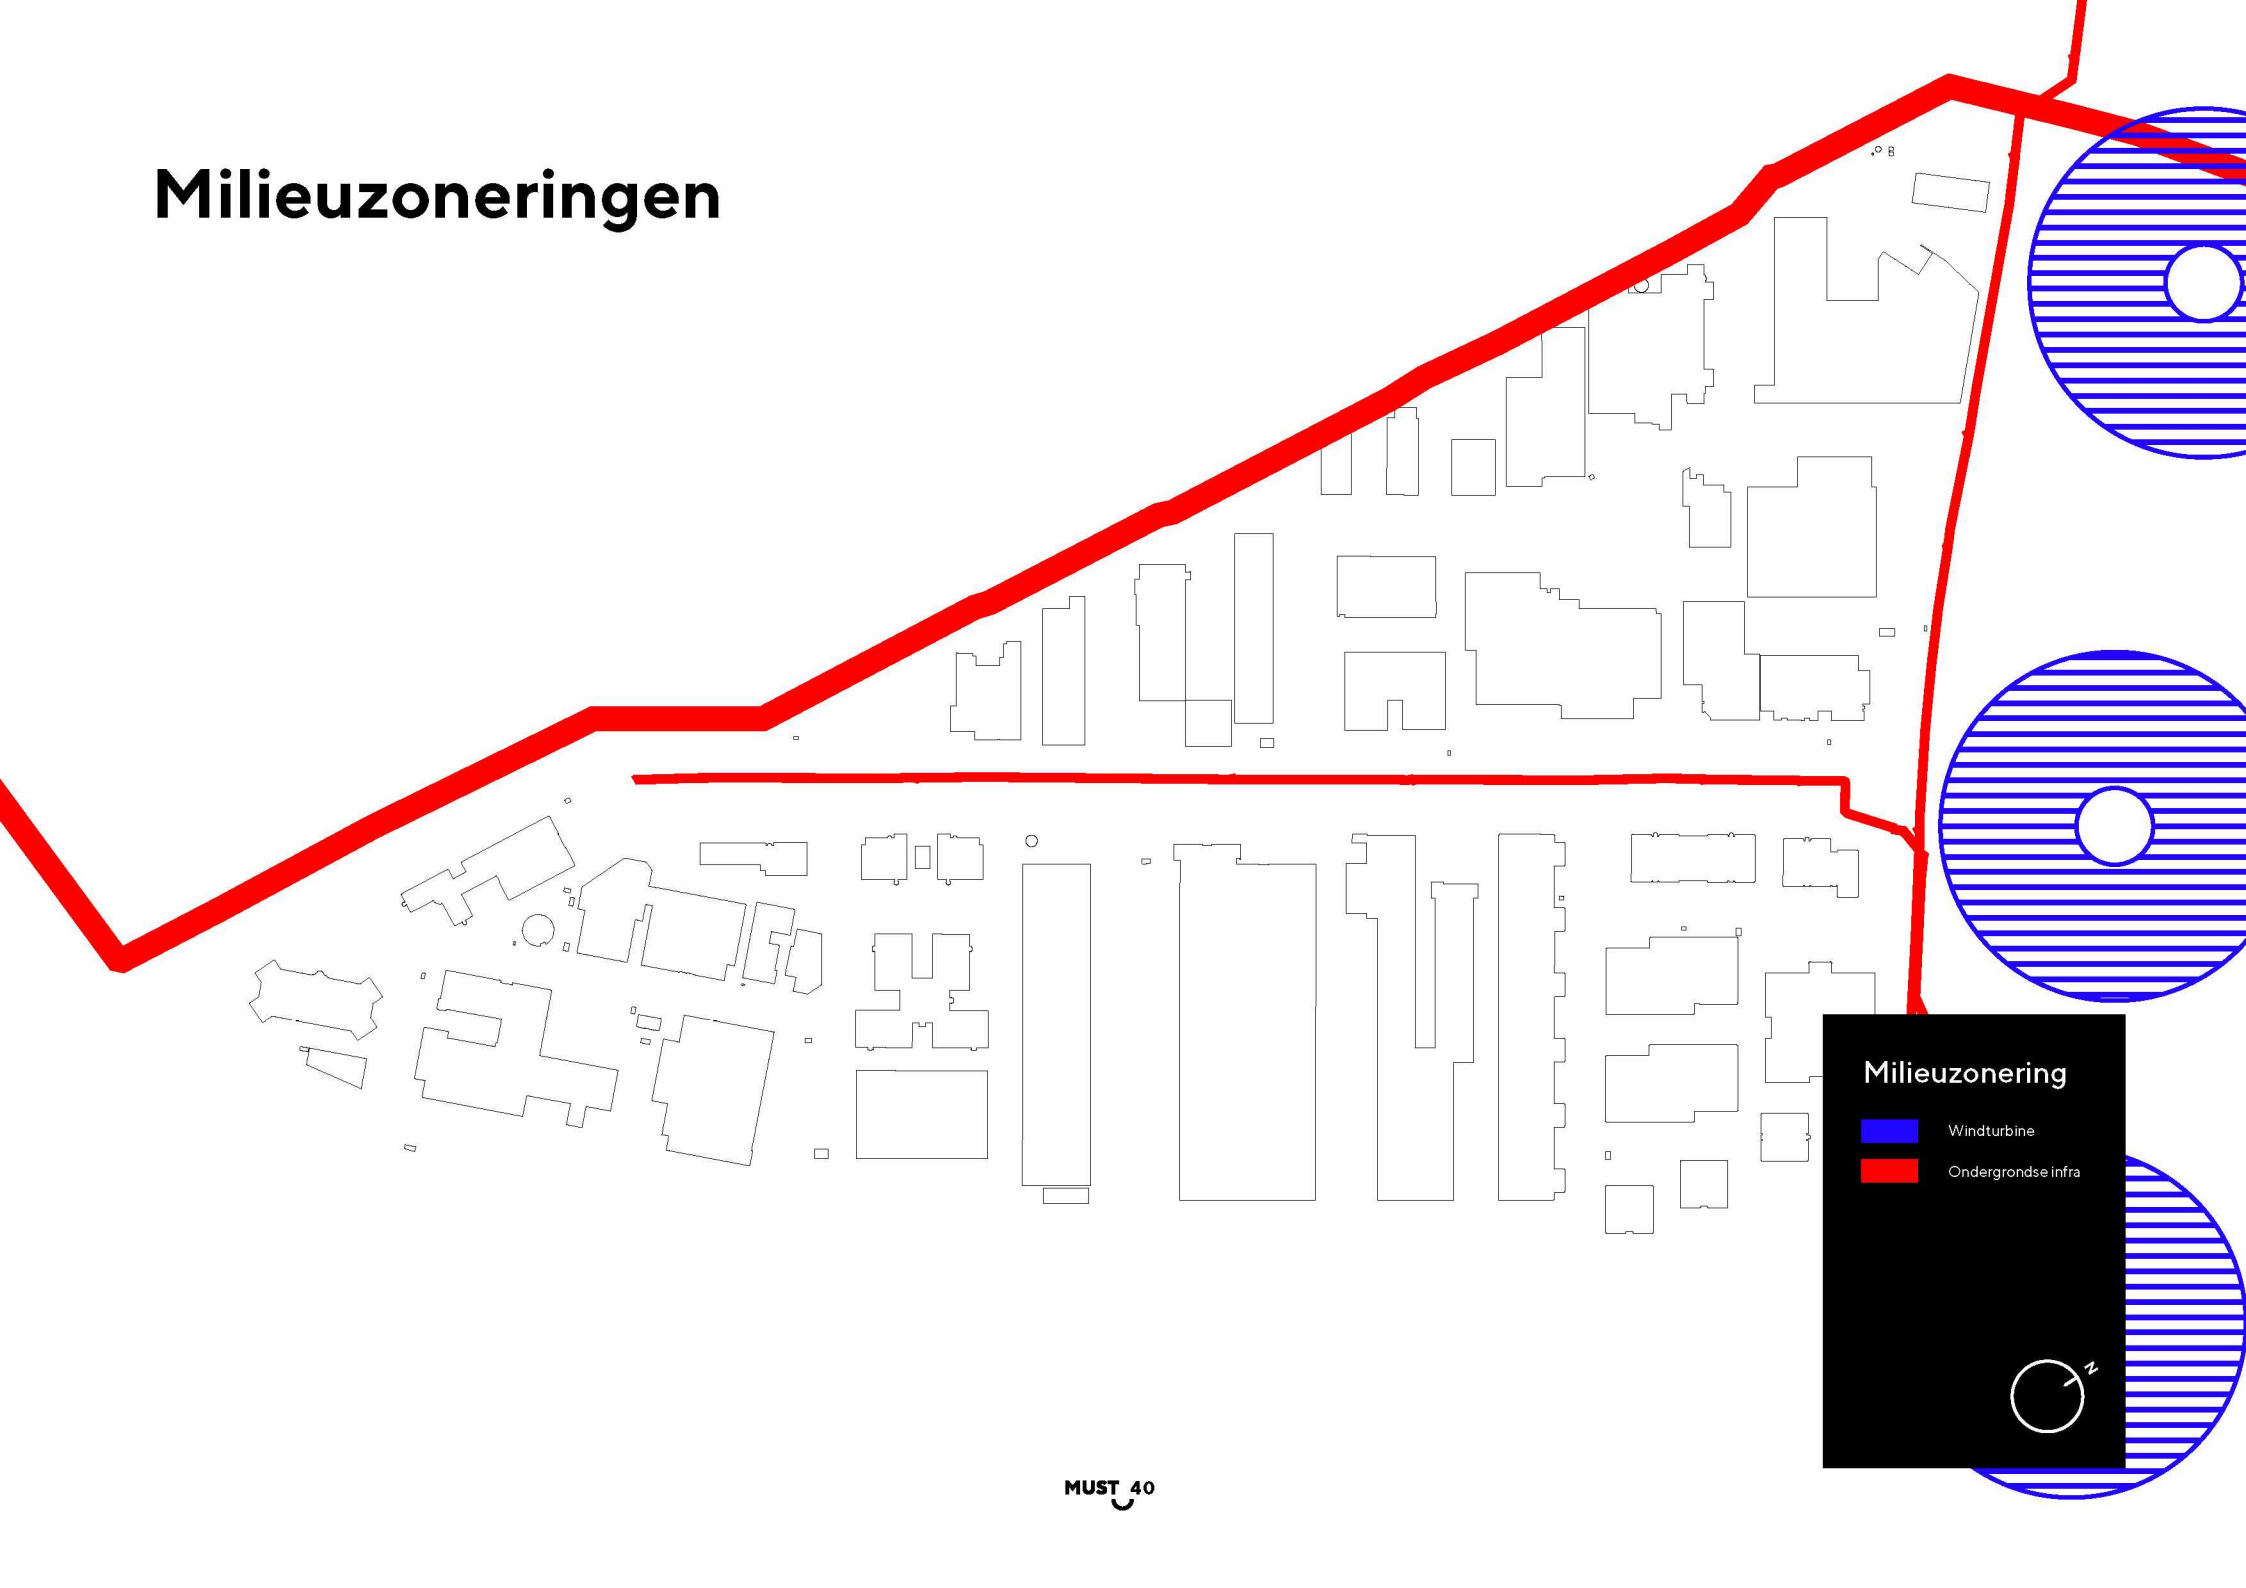 Milieuzoneringen
Milieuzonering
Windturbine
Ondergrondse infra
N
MUST 40